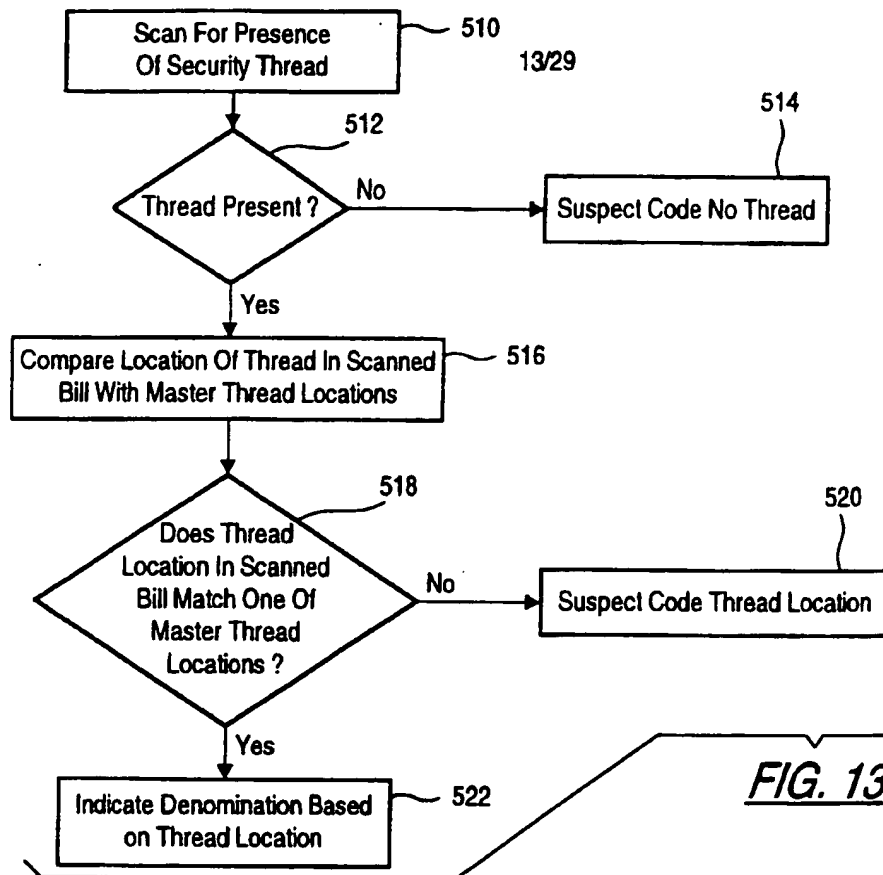 Scan For Presence
Of Security Thread
510
13/29
512
514
Thread Present ?
No
Suspect Code No Thread
Yes
Compare Location Of Thread In Scanned
Bill With Master Thread Locations
516
518
520
Does Thread
Location In Scanned
Bill Match One Of
Master Thread
Locations ?
No
Suspect Code Thread Location
Yes
Indicate Denomination Based
on Thread Location
522
FIG. 13